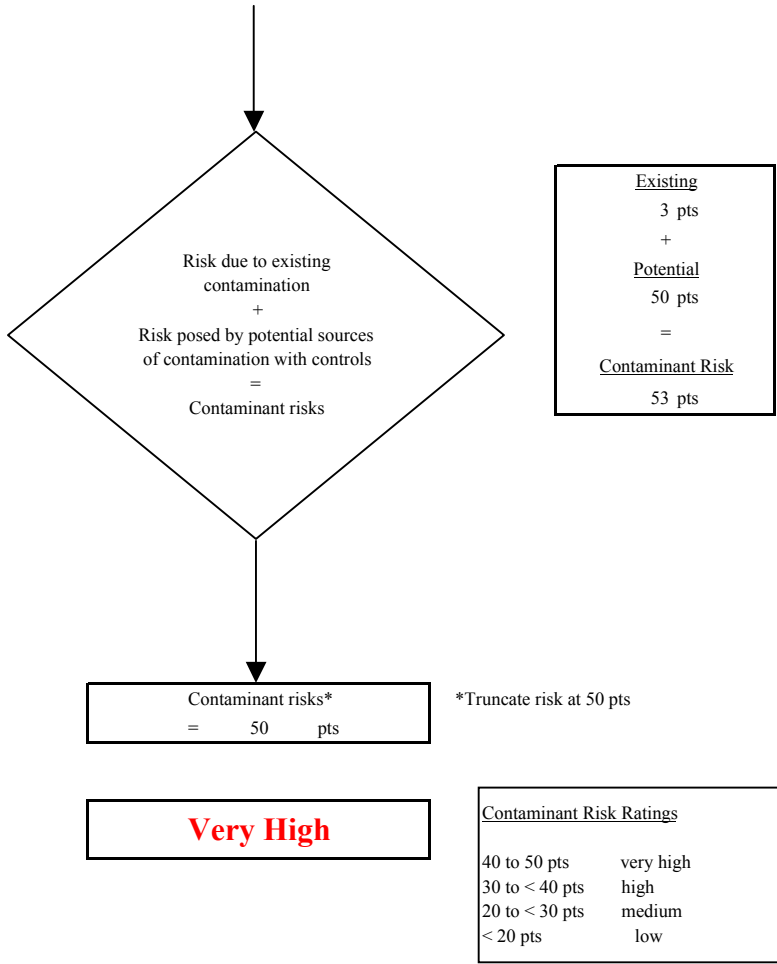 Risk due to existing
contamination
+
Risk posed by potential sources
of contamination with controls
=
Contaminant risks
Existing
3 pts
+
Potential
50 pts
=
Contaminant Risk
53 pts
Contaminant risks*
= 50 pts
*Truncate risk at 50 pts
Very High
Contaminant Risk Ratings
40 to 50 pts very high
30 to < 40 pts high
20 to < 30 pts medium
< 20 pts low